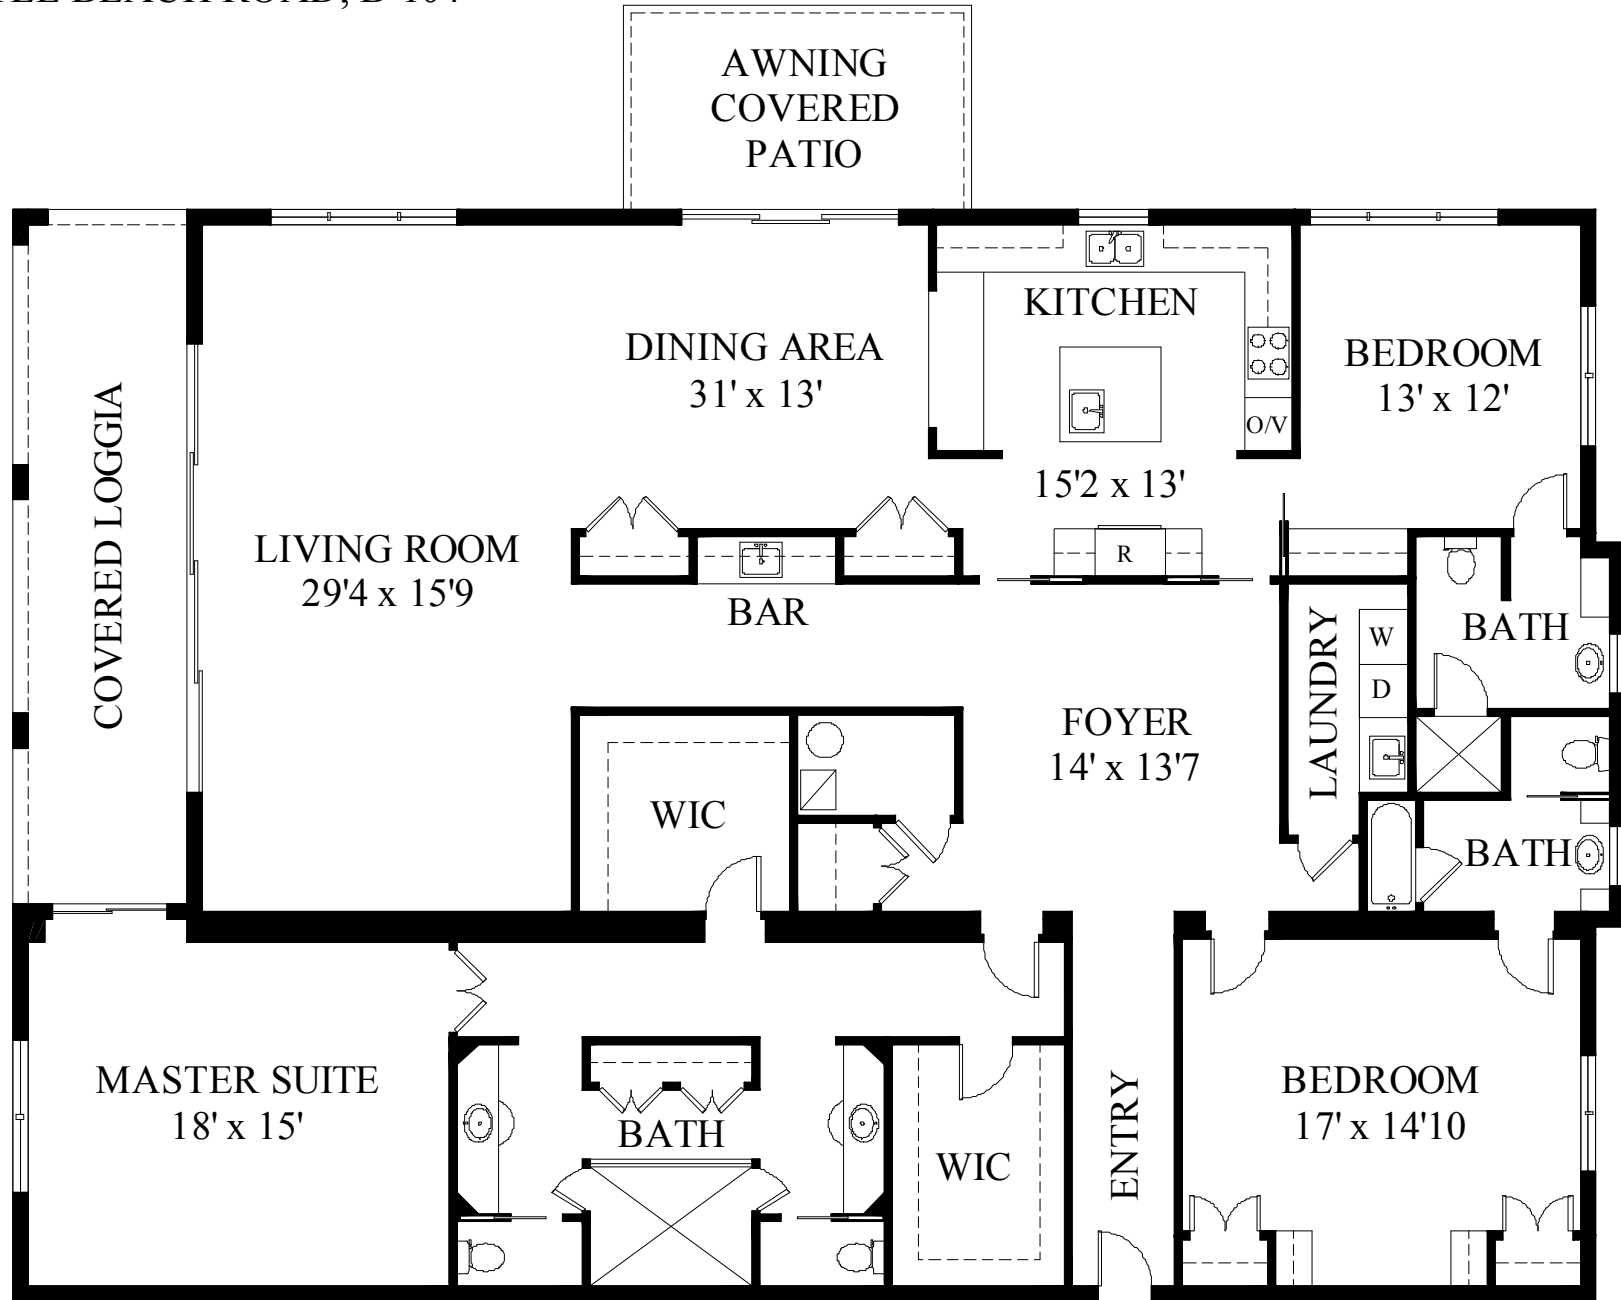 BEACH ROAD,
AWNING
COVERED
PATIO
KITCHEN
15'2 x 13'
DINING AREA
31' x 13'
BEDROOM
13' x 12'
O/V
COVERED LOGGIA
LIVING ROOM
29'4 x 15'9
BAR
R
LAUNDRY
W
D
BATH
FOYER
14' x 13'7
WIC
BATH
MASTER SUITE
18' x 15'
BATH
WIC
ENTRY
BEDROOM
17' x 14'10